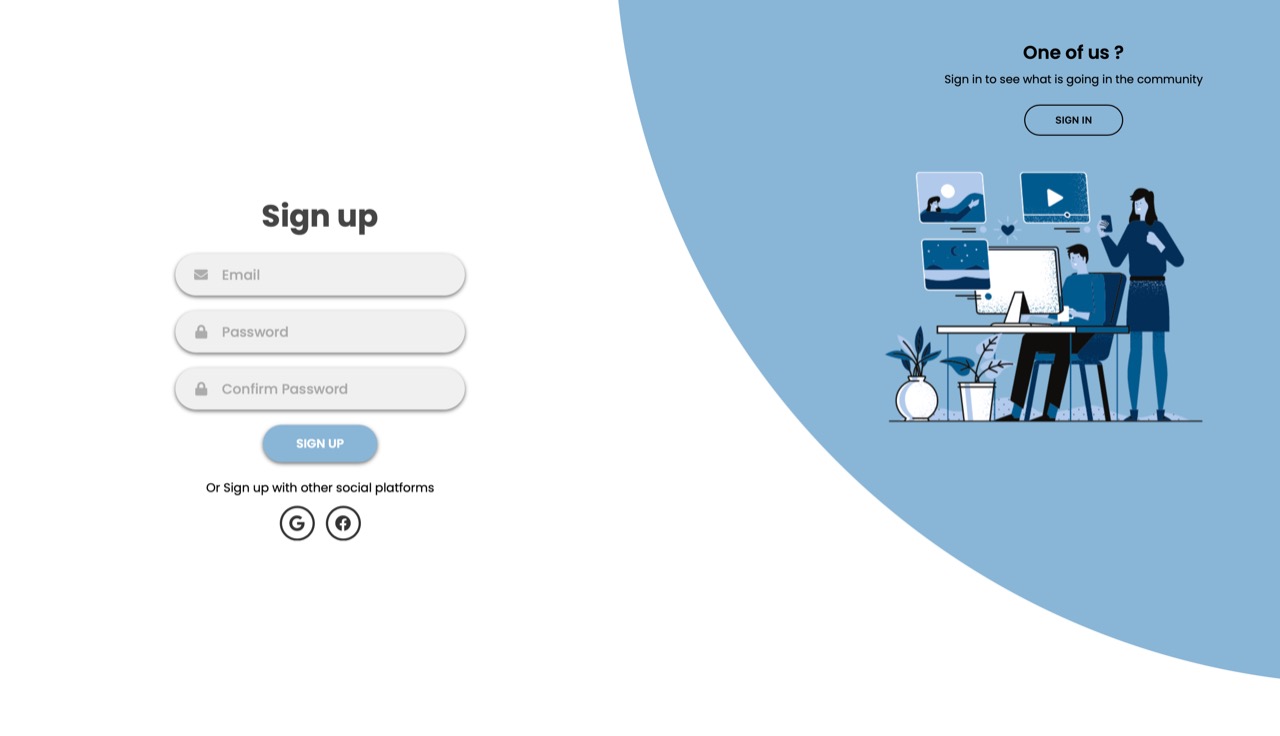 Sign up
Email
Password
Confirm Password
SIGN UP
Or Sign up with other social platforms
One of us ?
Sign in to see what is going in the community
SIGN IN